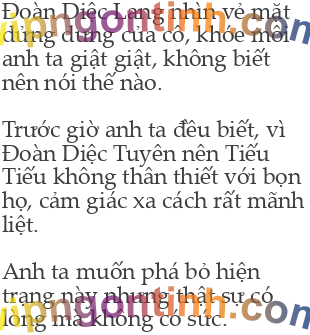 Đoàn Diệc Lang nhìn vẻ mặt
dửng dưng của cô, khóe môi
anh ta giật giật, không biết
nên nói thế nào.
Trước giờ anh ta đều biết, vì
Đoàn Diệc Tuyên nên Tiếu
Tiếu không thân thiết với bọn
họ, cảm giác xa cách rất mãnh
liệt.
Anh ta muốn phá bỏ hiện
trạng này nhưng thật sự có
lòng mà không có sức.
vipngontinh.com
vipngontinh.com